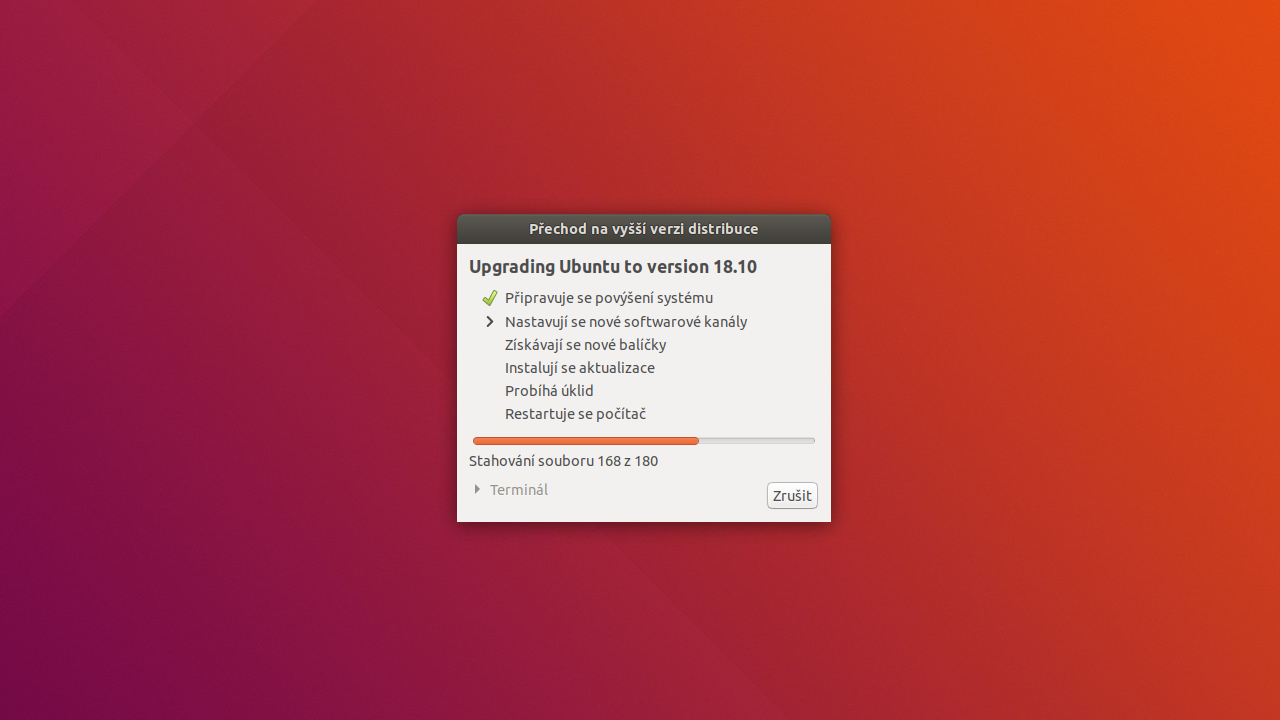 Přechod na vyšší verzi distribuce
Upgrading Ubuntu to version 18.10
Připravuje se povýšení systému
Nastavují se nové softwarové kanály
Získávají se nové balíčky
Instalují se aktualizace
Probíhá úklid
Restartuje se počítač
Stahování souboru 168 z 180
Terminál
Zrušit